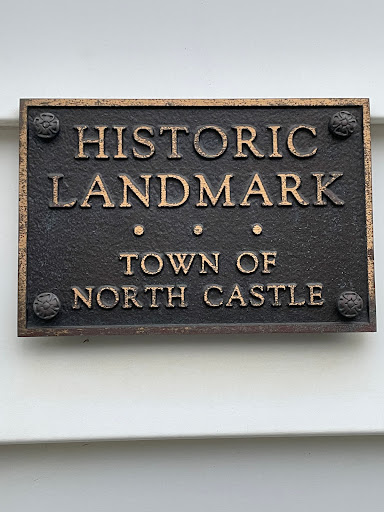 HISTORIC
LANDMARK
• • •
TOWN OF
NORTH CASTLE